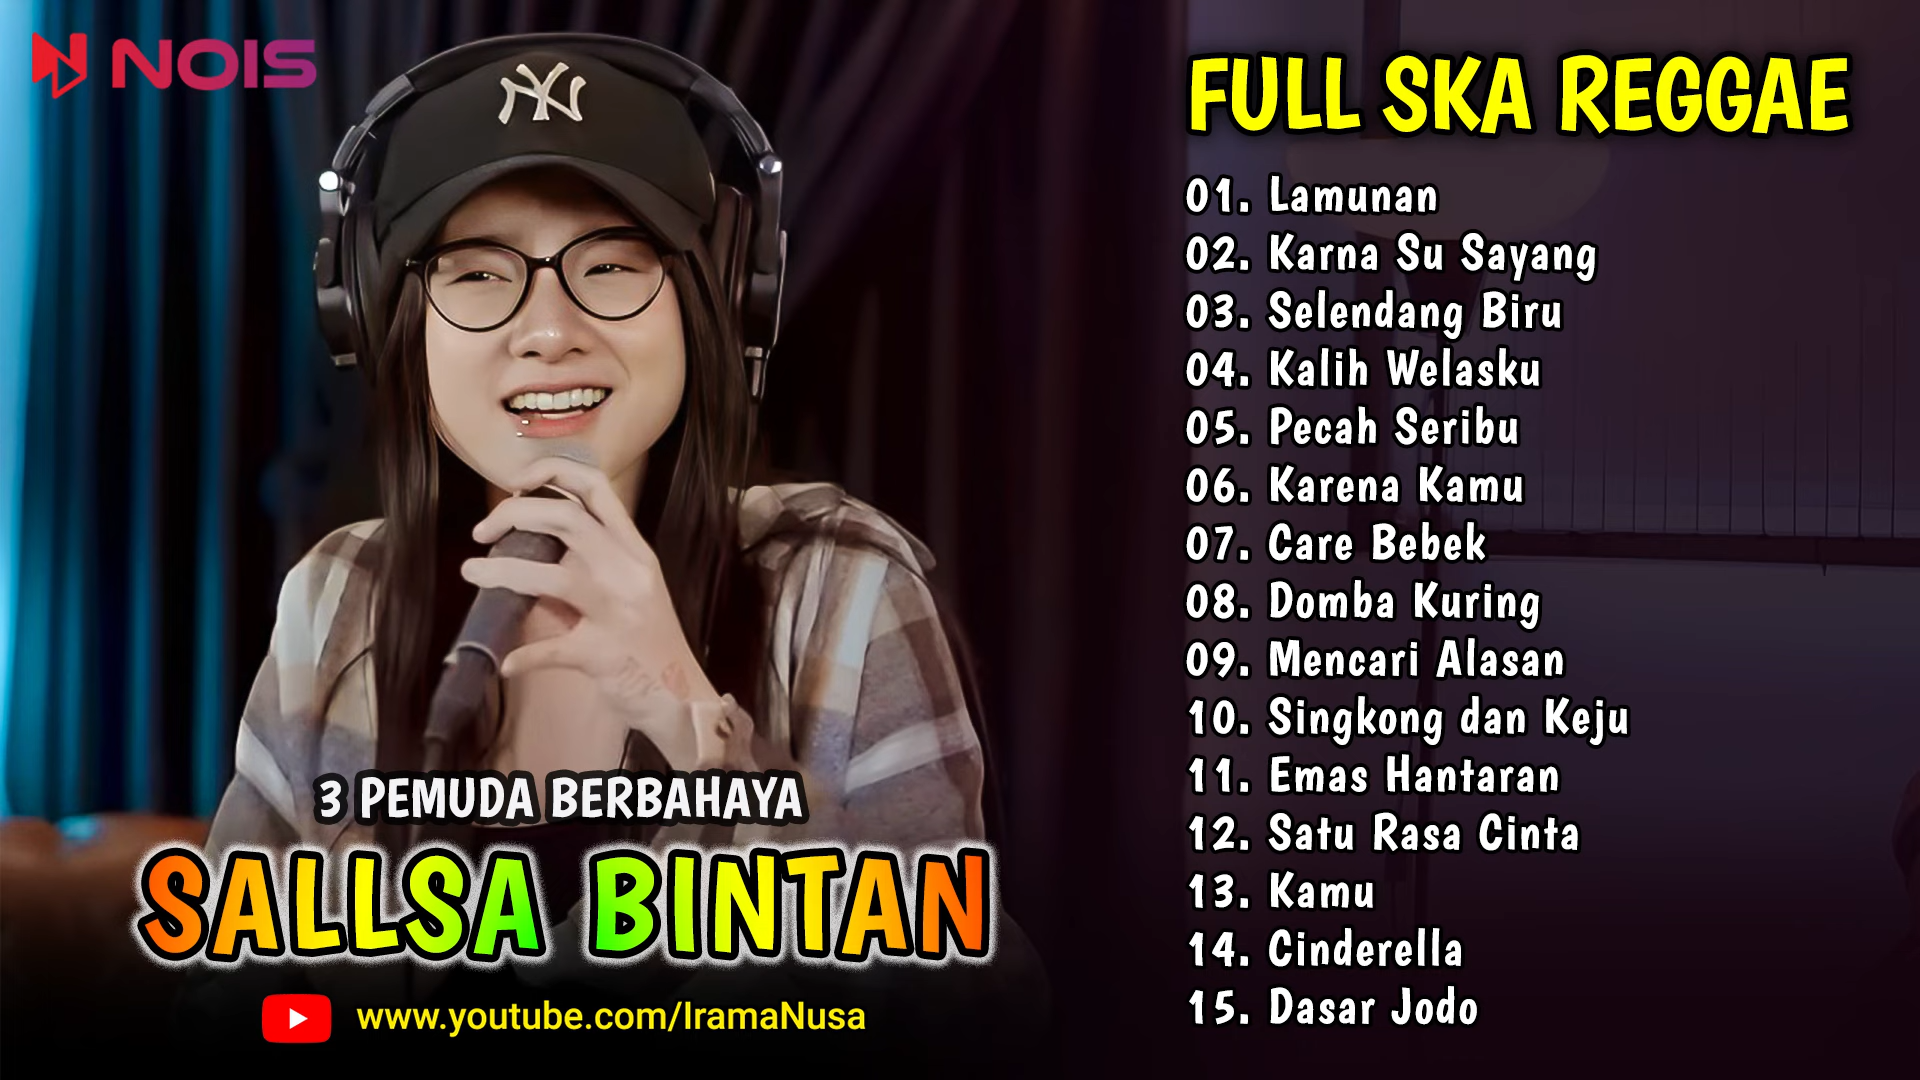 NOIS
NY
3 PEMUDA BERBAHAYA
SALLSA BINTAN
www.youtube.com/IramaNusa
FULL SKA REGGAE
01. Lamunan
02. Karna Su Sayang
03. Selendang Biru
04. Kalih Welasku
05. Pecah Seribu
06. Karena Kamu
07. Care Bebek
08. Domba Kuring
09. Mencari Alasan
10. Singkong dan Keju
11. Emas Hantaran
12. Satu Rasa Cinta
13. Kamu
14. Cinderella
15. Dasar Jodo